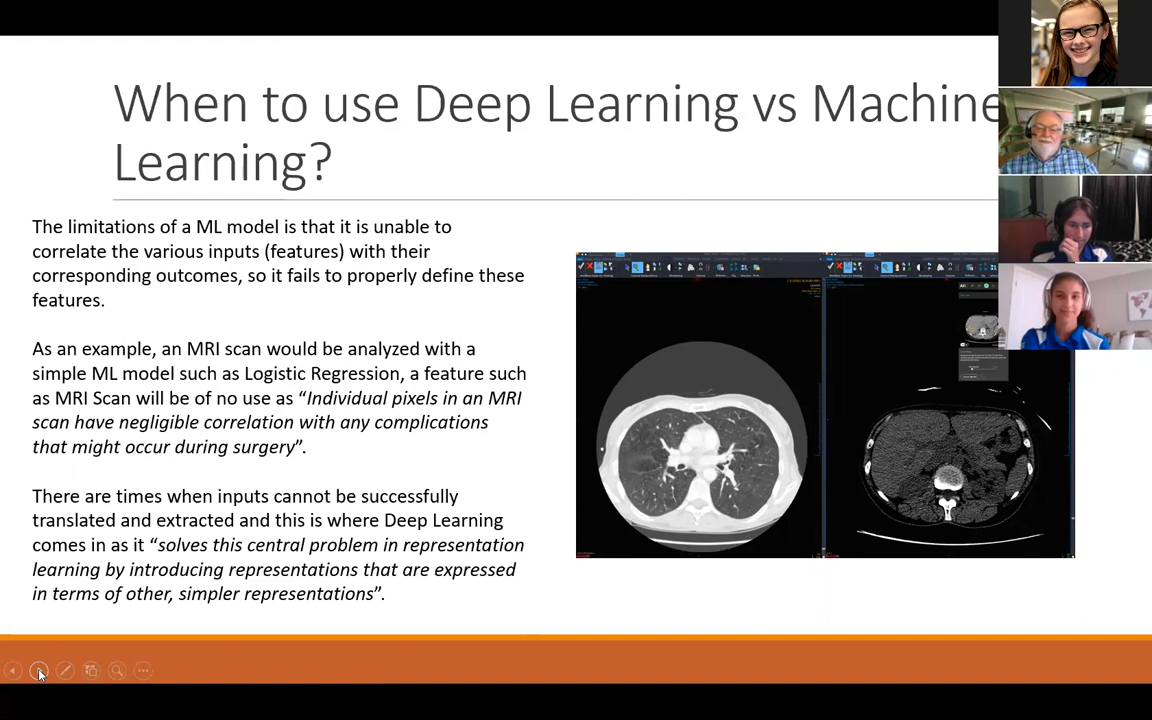 When to use Deep Learning vs Machine
Learning?
The limitations of a ML model is that it is unable to
correlate the various inputs (features) with their
corresponding outcomes, so it fails to properly define these
features.
As an example, an MRI scan would be analyzed with a
simple ML model such as Logistic Regression, a feature such
as MRI Scan will be of no use as “Individual pixels in an MRI
scan have negligible correlation with any complications
that might occur during surgery”.
There are times when inputs cannot be successfully
translated and extracted and this is where Deep Learning
comes in as it “solves this central problem in representation
learning by introducing representations that are expressed
in terms of other, simpler representations”.